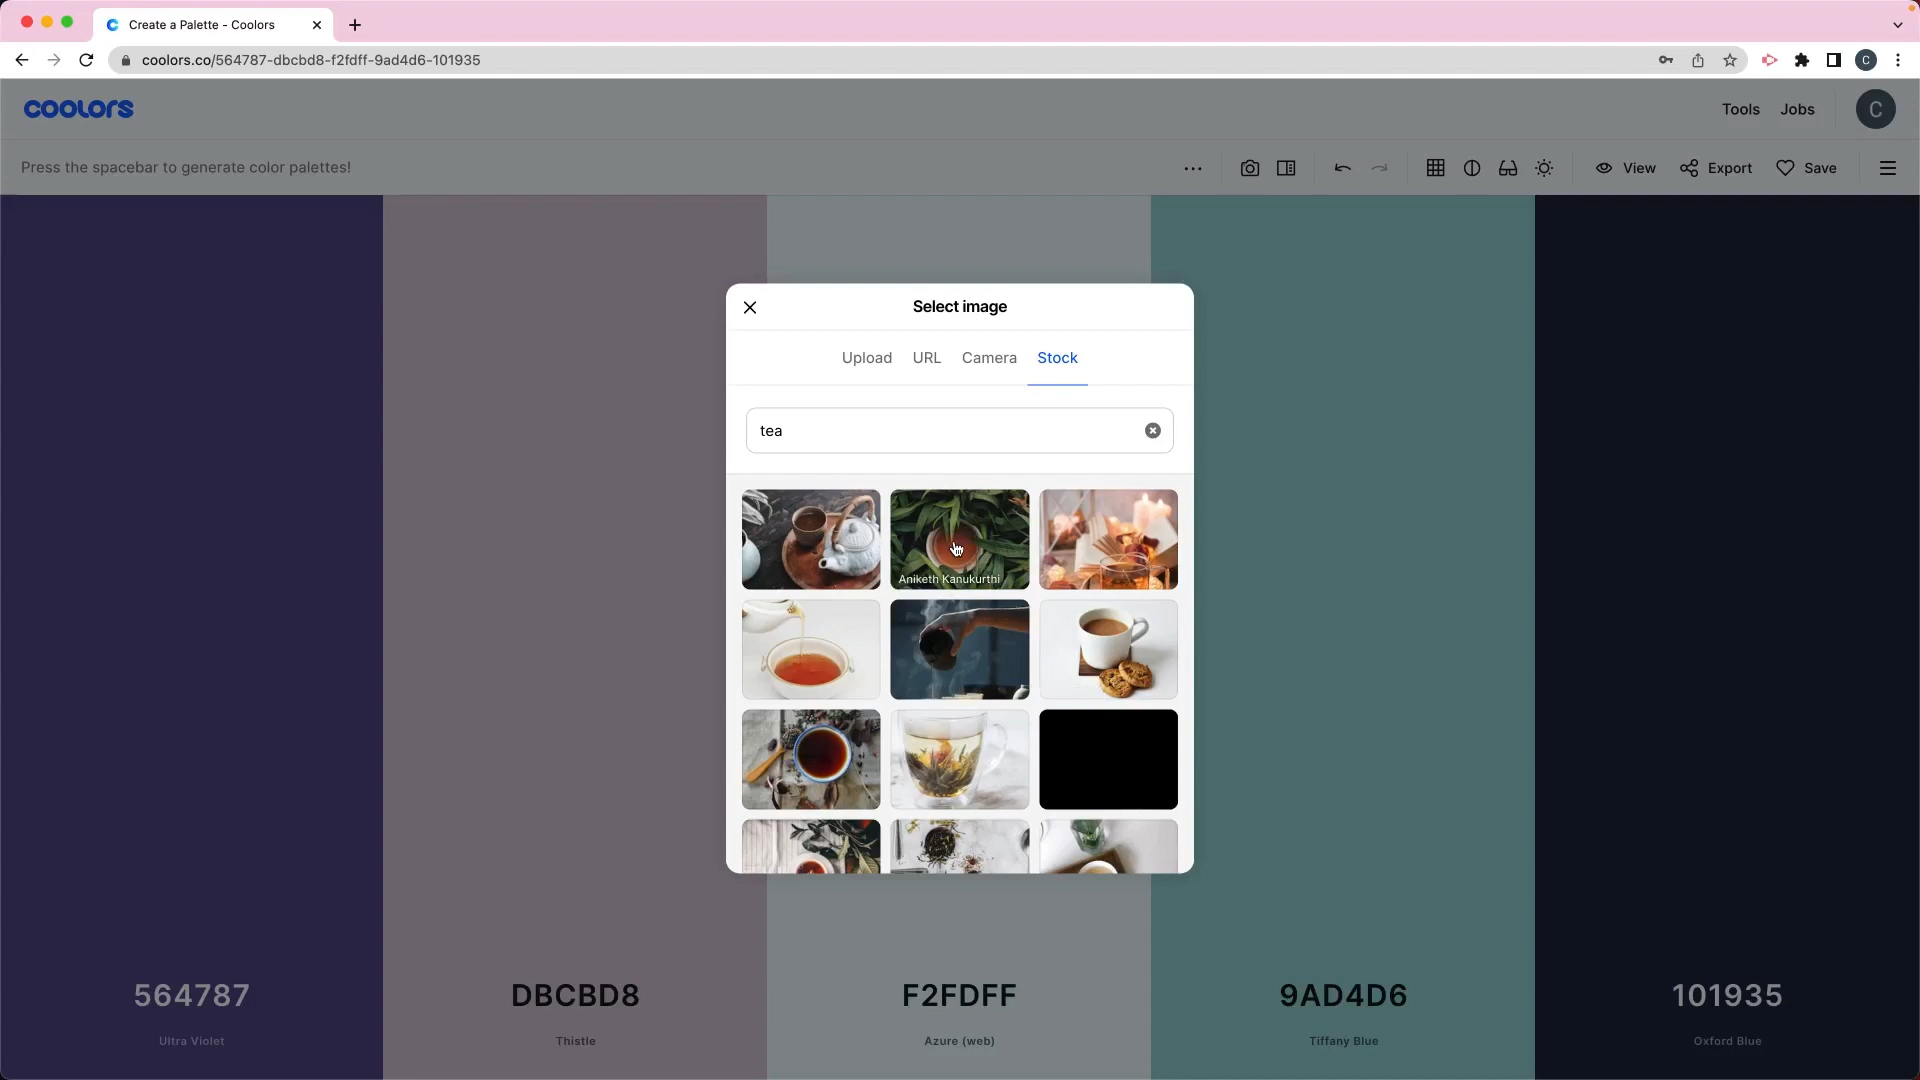 Create a Palette - Coolors
coolors.co/564787-dbcbd8-f2fdff-9ad4d6-101935
C
coolors
Tools
Jobs
C
Press the spacebar to generate color palettes!
View
Export
Save
Select image
Upload
URL
Camera
Stock
tea
Aniketh Kanukurthi
564787
DBCBD8
F2FDFF
9AD4D6
101935
Ultra Violet
Thistle
Azure (web)
Tiffany Blue
Oxford Blue